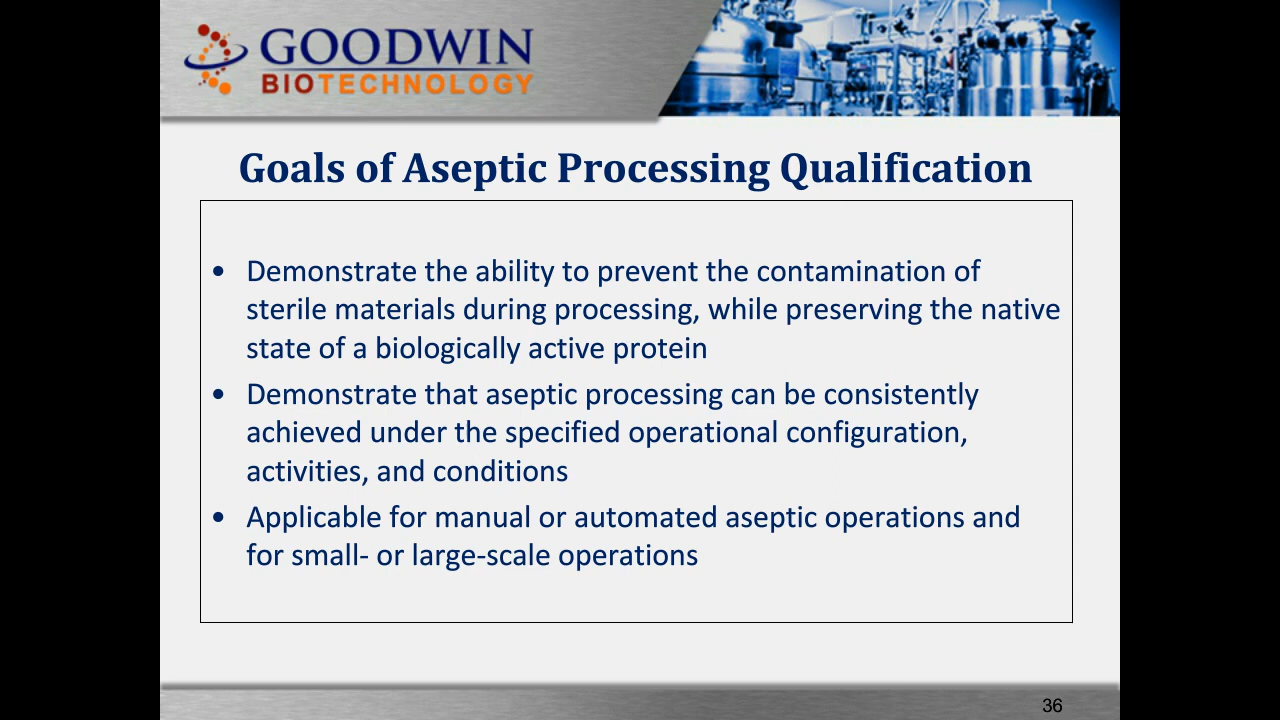 GOODWIN
BIOTECHNOLOGY
Goals of Aseptic Processing Qualification
• Demonstrate the ability to prevent the contamination of
sterile materials during processing, while preserving the native
state of a biologically active protein
• Demonstrate that aseptic processing can be consistently
achieved under the specified operational configuration,
activities, and conditions
• Applicable for manual or automated aseptic operations and
for small- or large-scale operations
36